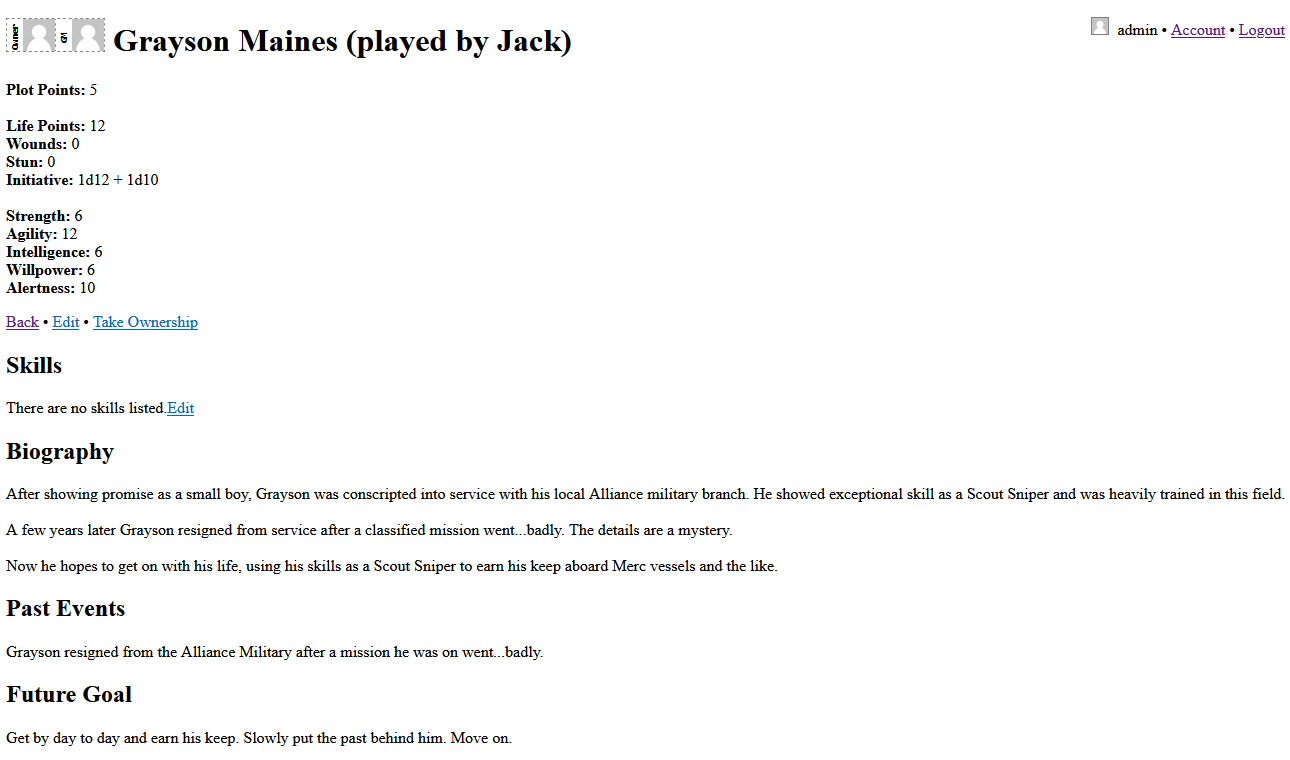 Owner GM Grayson Maines (played by Jack)
admin • Account • Logout
Plot Points: 5
Life Points: 12
Wounds: 0
Stun: 0
Initiative: 1d12 + 1d10
Strength: 6
Agility: 12
Intelligence: 6
Willpower: 6
Alertness: 10
Back • Edit • Take Ownership
Skills
There are no skills listed.Edit
Biography
After showing promise as a small boy, Grayson was conscripted into service with his local Alliance military branch. He showed exceptional skill as a Scout Sniper and was heavily trained in this field.
A few years later Grayson resigned from service after a classified mission went...badly. The details are a mystery.
Now he hopes to get on with his life, using his skills as a Scout Sniper to earn his keep aboard Merc vessels and the like.
Past Events
Grayson resigned from the Alliance Military after a mission he was on went...badly.
Future Goal
Get by day to day and earn his keep. Slowly put the past behind him. Move on.